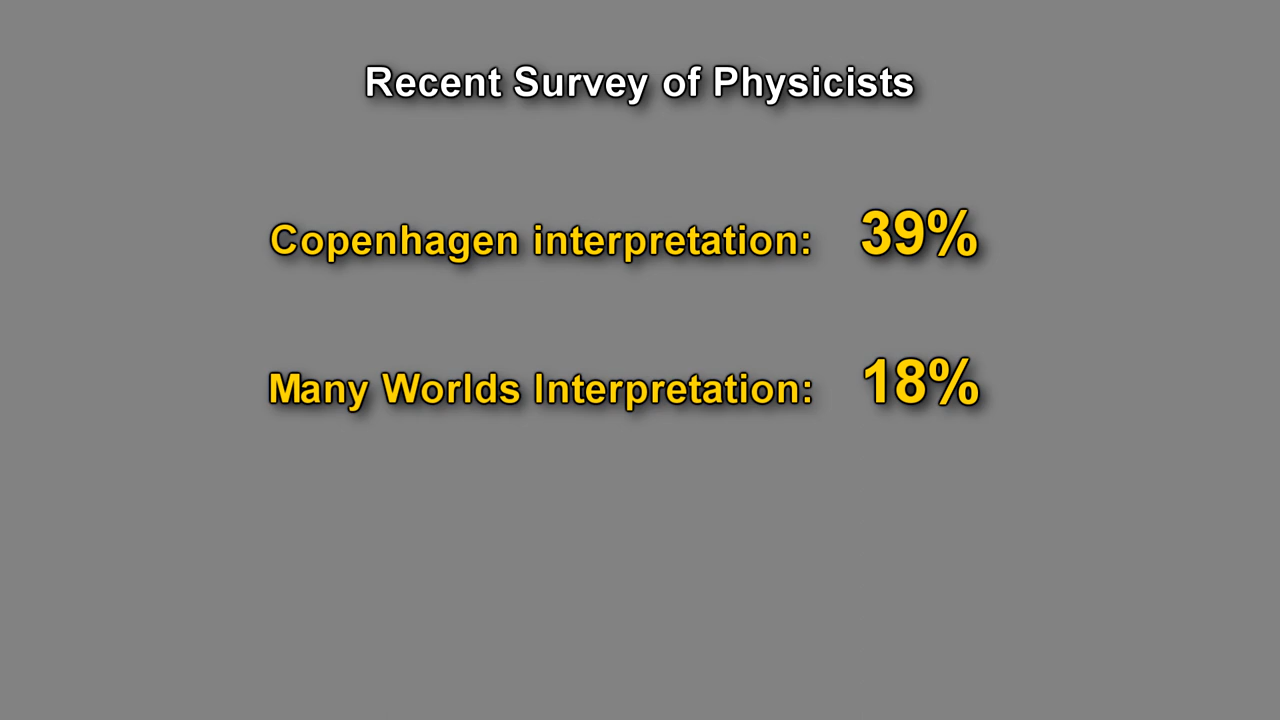 Recent Survey of Physicists
Copenhagen interpretation: 39%
Many Worlds Interpretation: 18%